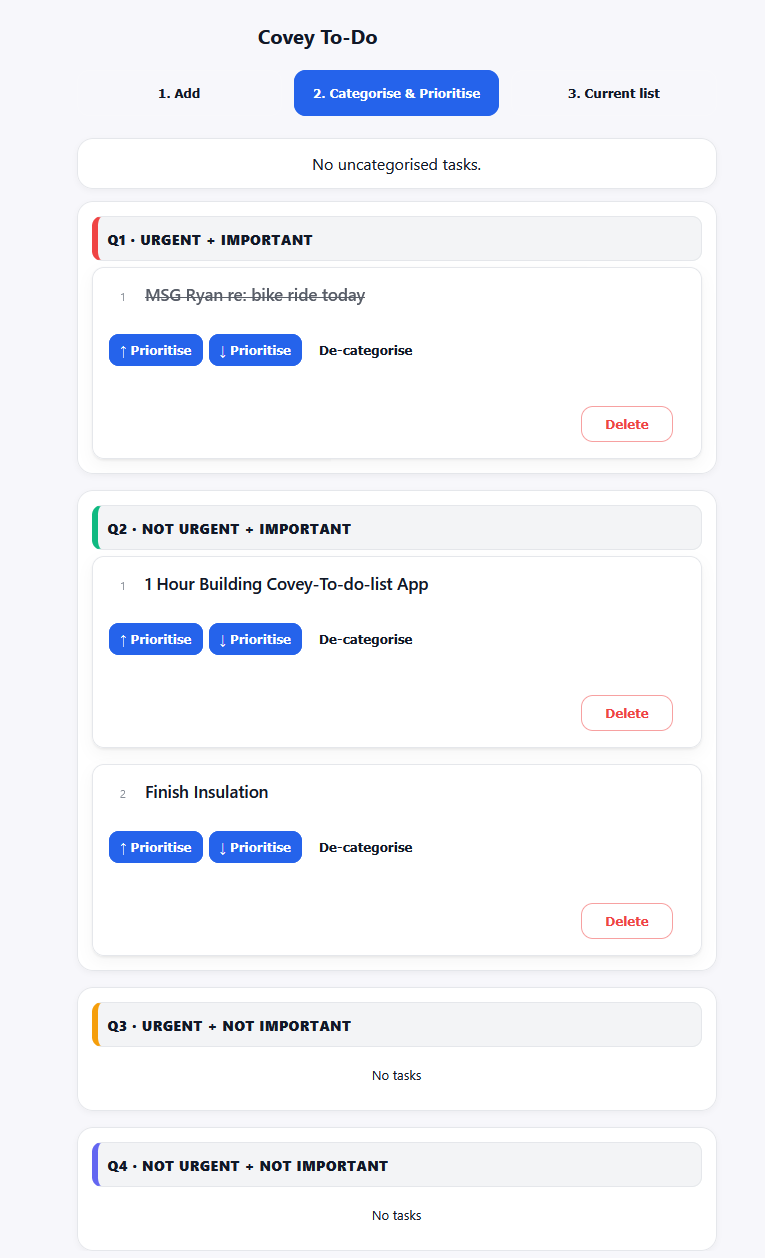 Covey To-Do
1. Add
2. Categorise & Prioritise
3. Current list
No uncategorised tasks.
Q1 · URGENT + IMPORTANT
1 MSG Ryan re: bike ride today
↑ Prioritise ↓ Prioritise De-categorise
Delete
Q2 · NOT URGENT + IMPORTANT
1 1 Hour Building Covey-To-do-list App
↑ Prioritise ↓ Prioritise De-categorise
Delete
2 Finish Insulation
↑ Prioritise ↓ Prioritise De-categorise
Delete
Q3 · URGENT + NOT IMPORTANT
No tasks
Q4 · NOT URGENT + NOT IMPORTANT
No tasks